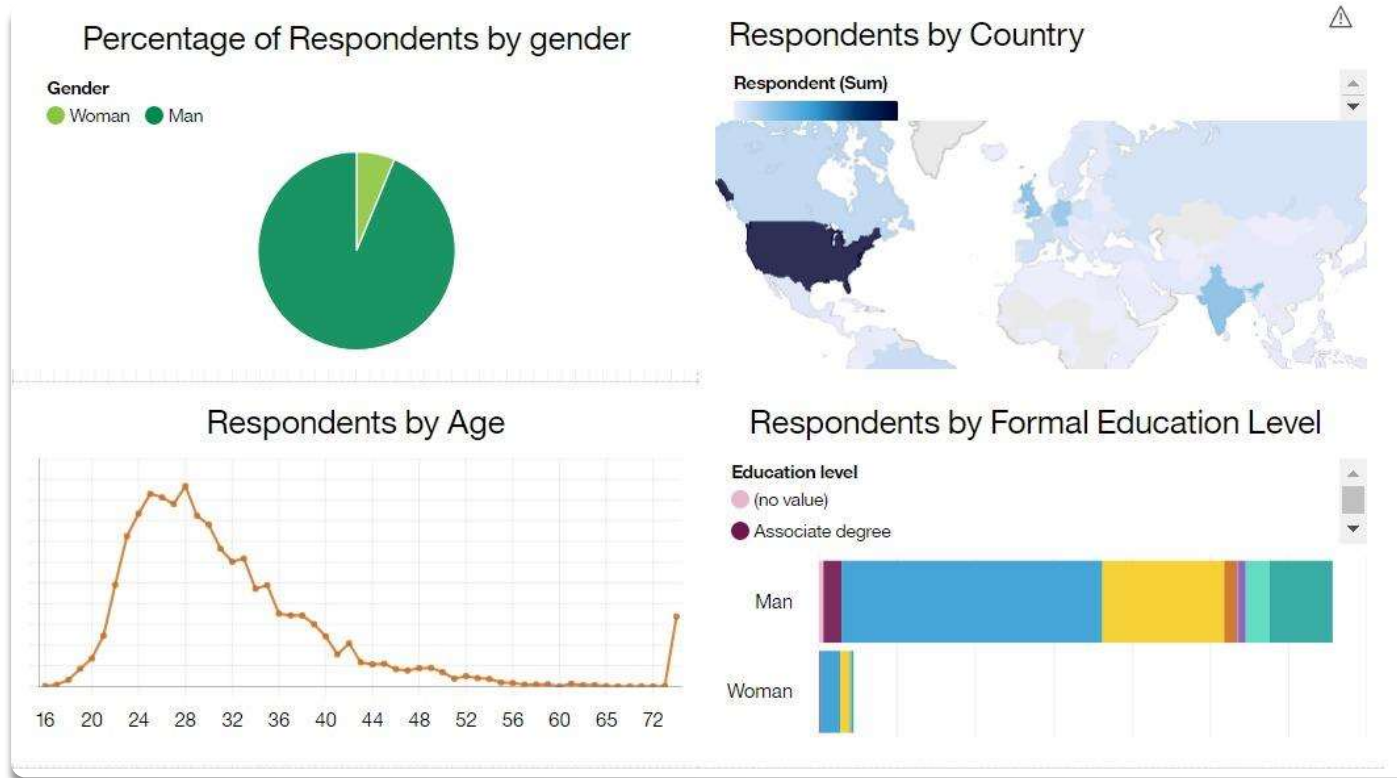 Percentage of Respondents by gender
Gender
Woman Man
Respondents by Country
Respondent (Sum)
Respondents by Age
16 20 24 28 32 36 40 44 48 52 56 60 65 72
Respondents by Formal Education Level
Education level
(no value)
Associate degree
Man
Woman